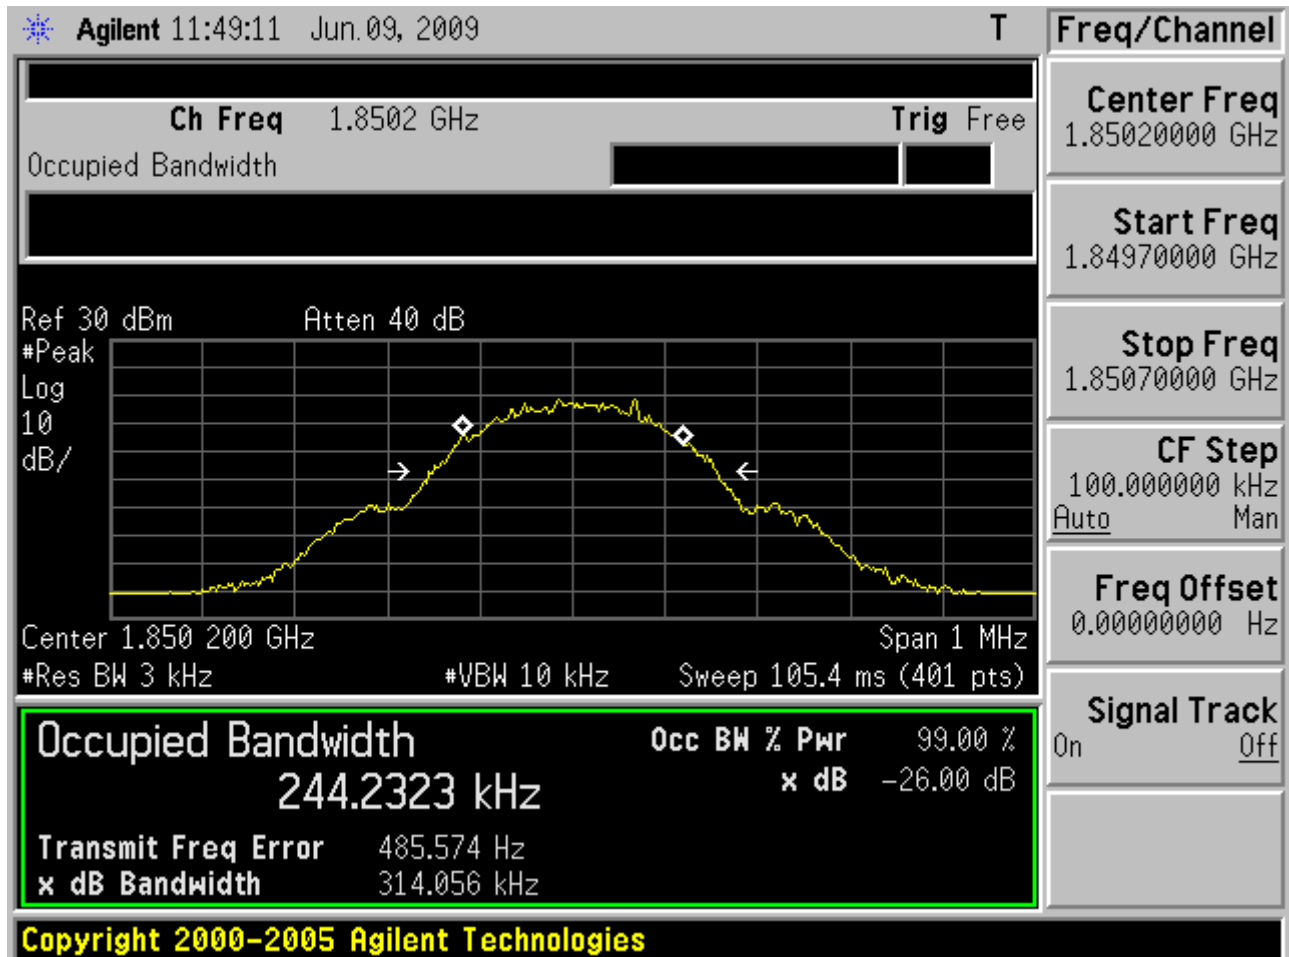 Agilent 11:49:11 Jun. 09, 2009 T
Freq/Channel
Ch Freq 1.8502 GHz Trig Free
Occupied Bandwidth
Center Freq
1.85020000 GHz
Start Freq
1.84970000 GHz
Stop Freq
1.85070000 GHz
CF Step
100.000000 kHz
Auto Man
Freq Offset
0.00000000 Hz
Signal Track
On Off
Ref 30 dBm Atten 40 dB
#Peak
Log
10
dB/
Center 1.850 200 GHz Span 1 MHz
#Res BW 3 kHz #VBW 10 kHz Sweep 105.4 ms (401 pts)
Occupied Bandwidth
244.2323 kHz
Occ BW % Pwr 99.00 %
x dB -26.00 dB
Transmit Freq Error 485.574 Hz
x dB Bandwidth 314.056 kHz
Copyright 2000-2005 Agilent Technologies